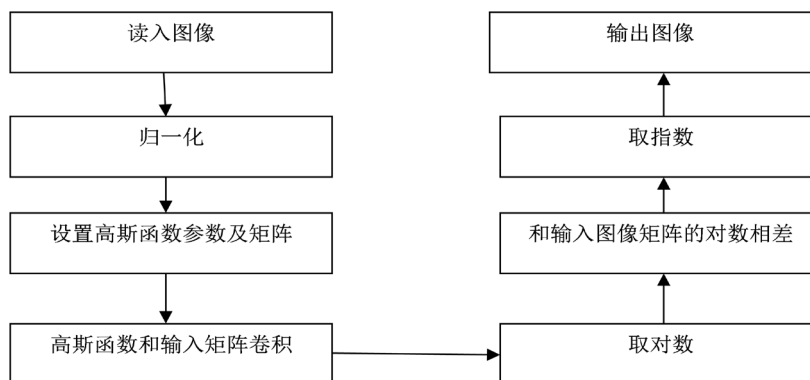 读入图像
归一化
设置高斯函数参数及矩阵
高斯函数和输入矩阵卷积
取对数
和输入图像矩阵的对数相差
取指数
输出图像